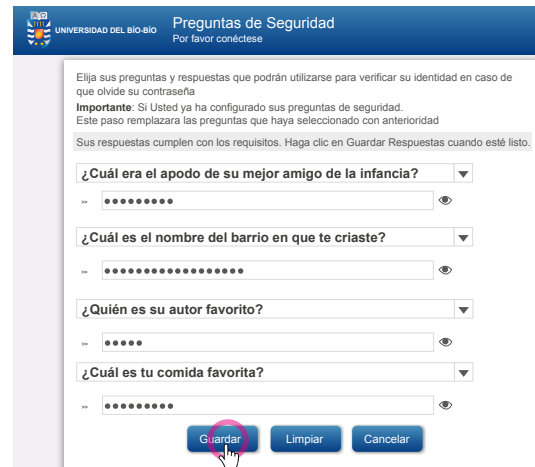 UNIVERSIDAD DEL BÍO-BÍO
Preguntas de Seguridad
Por favor conéctese
Elija sus preguntas y respuestas que podrán utilizarse para verificar su identidad en caso de
que olvide su contraseña
Importante: Si Usted ya ha configurado sus preguntas de seguridad.
Este paso remplazara las preguntas que haya seleccionado con anterioridad
Sus respuestas cumplen con los requisitos. Haga clic en Guardar Respuestas cuando esté listo.
¿Cuál era el apodo de su mejor amigo de la infancia?
¿Cuál es el nombre del barrio en que te criaste?
¿Quién es su autor favorito?
¿Cuál es tu comida favorita?
Guardar Limpiar Cancelar